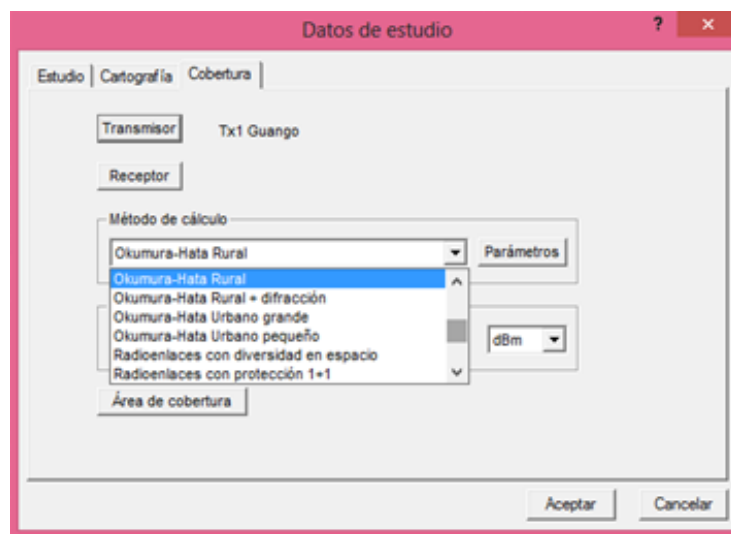 Datos de estudio ? ×
Estudio Cartografía Cobertura
Transmisor Tx1 Guango
Receptor
Método de cálculo
Okumura-Hata Rural Parámetros
Okumura-Hata Rural
Okumura-Hata Rural + difracción
Okumura-Hata Urbano grande
Okumura-Hata Urbano pequeño
dBm
Radioenlaces con diversidad en espacio
Radioenlaces con protección 1+1
Área de cobertura
Aceptar Cancelar